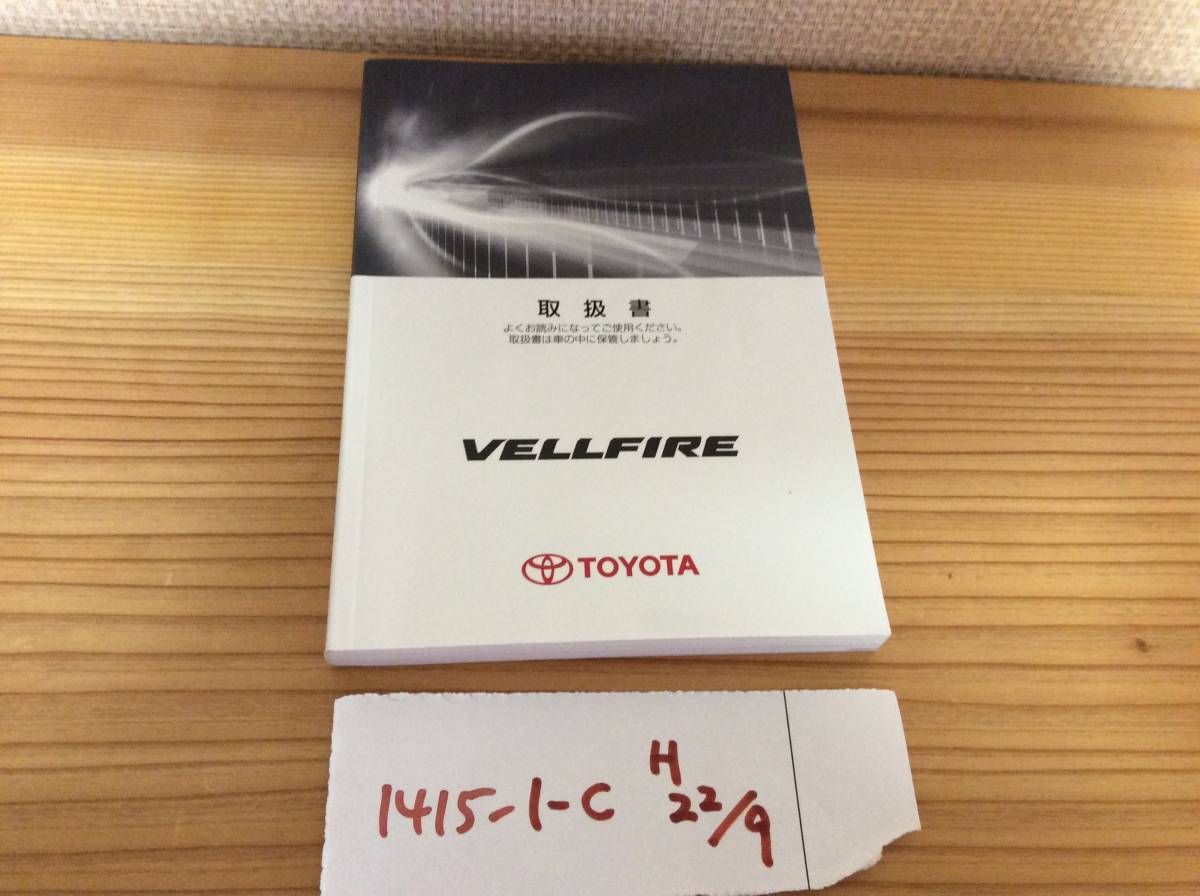 取扱書
よくお読みになってご使用ください。
取扱書は車の中に保管しましょう。
VELLFIRE
TOYOTA
1415-1-C H22/9